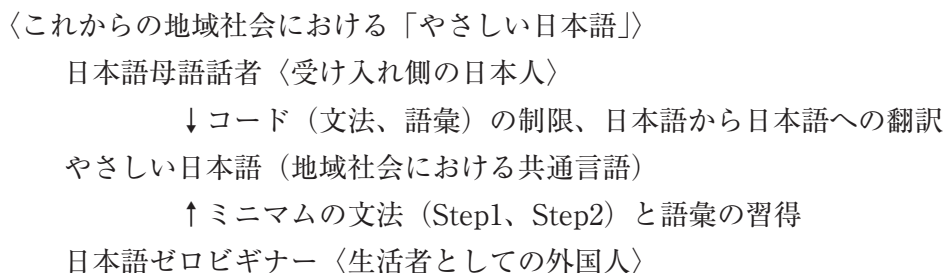 〈これからの地域社会における「やさしい日本語」〉
日本語母語話者〈受け入れ側の日本人〉
↓コード（文法、語彙）の制限、日本語から日本語への翻訳
やさしい日本語（地域社会における共通言語）
↑ミニマムの文法（Step1、Step2）と語彙の習得
日本語ゼロビギナー〈生活者としての外国人〉